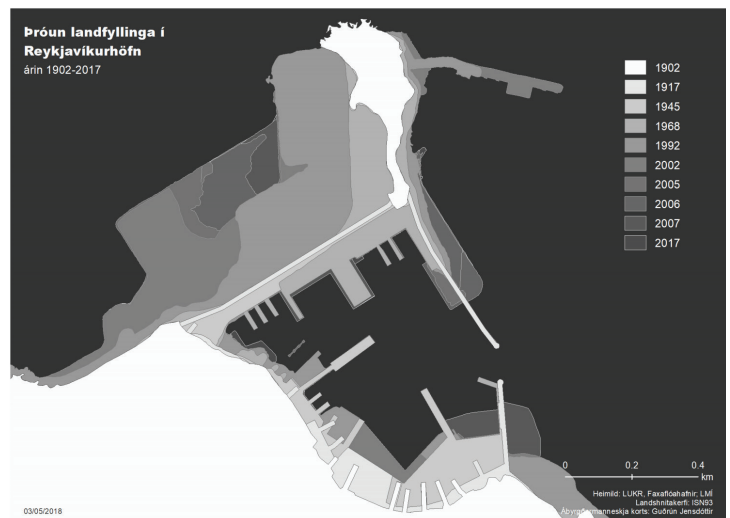 Þróun landfyllinga í
Reykjavíkurhöfn
árin 1902-2017
1902
1917
1945
1968
1992
2002
2005
2006
2007
2017
0 0.2 0.4
km
Heimild: LUKR, Faxaflóahafnir; LMÍ
Landshnitakerfi: ISN93
Ábyrgðarmanneskja korts: Guðrún Jensdóttir
03/05/2018